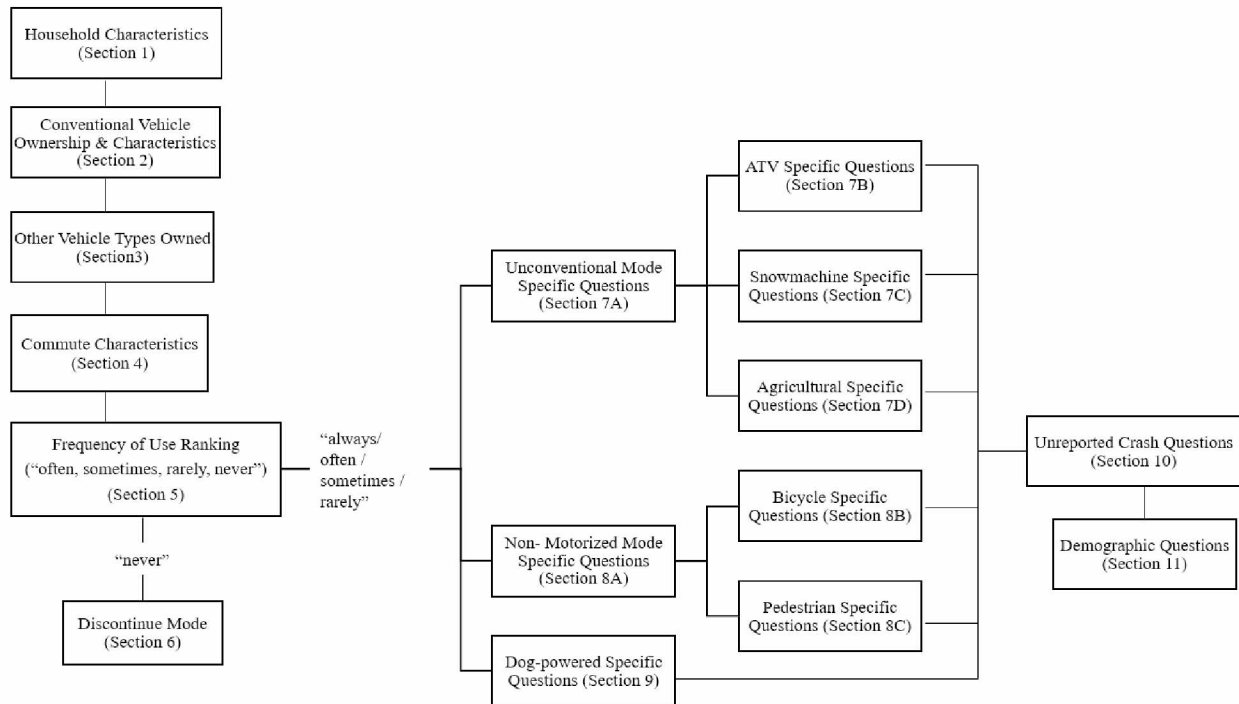 Household Characteristics
(Section 1)
Conventional Vehicle
Ownership & Characteristics
(Section 2)
Other Vehicle Types Owned
(Section3)
Commute Characteristics
(Section 4)
Frequency of Use Ranking
(“often, sometimes, rarely, never”)
(Section 5)
“never”
Discontinue Mode
(Section 6)
“always/
often /
sometimes /
rarely”
Unconventional Mode
Specific Questions
(Section 7A)
Non- Motorized Mode
Specific Questions
(Section 8A)
Dog-powered Specific
Questions (Section 9)
ATV Specific Questions
(Section 7B)
Snowmachine Specific
Questions (Section 7C)
Agricultural Specific
Questions (Section 7D)
Bicycle Specific
Questions (Section 8B)
Pedestrian Specific
Questions (Section 8C)
Unreported Crash Questions
(Section 10)
Demographic Questions
(Section 11)